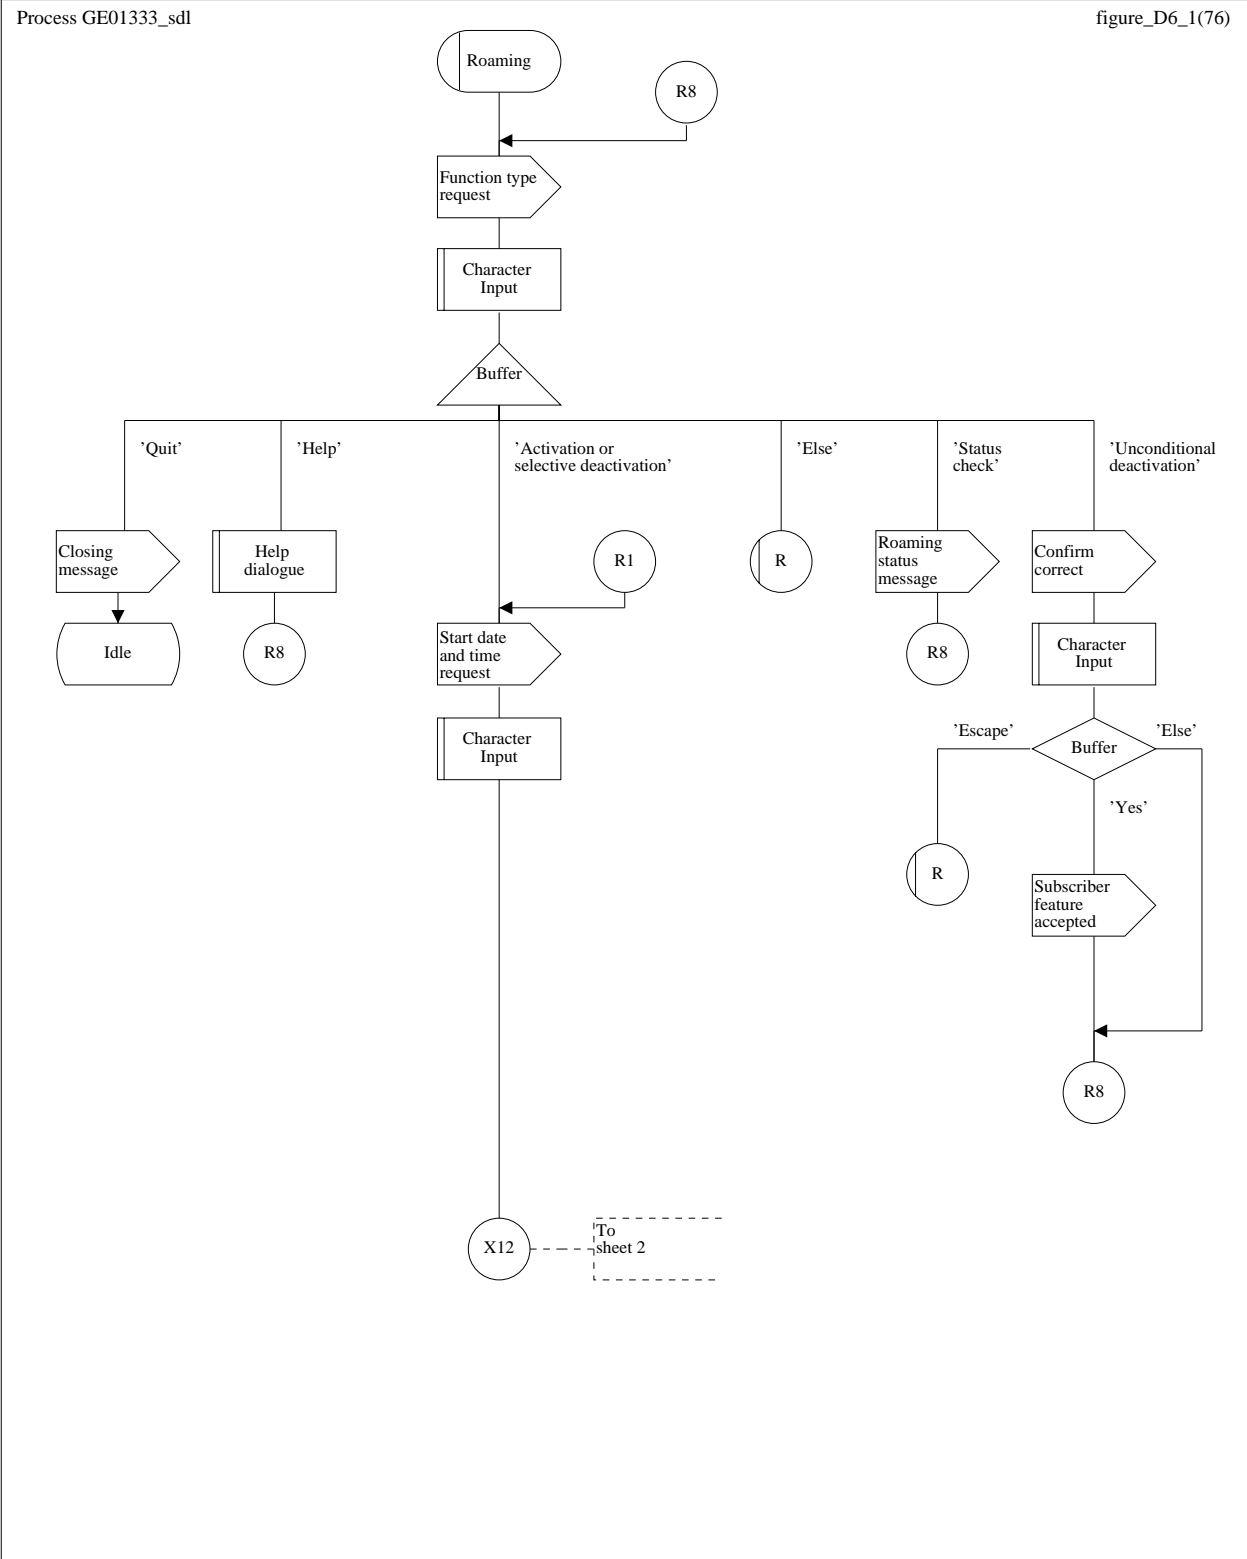 Process GE01333_sdl
figure_D6_1(76)
Roaming
R8
Function type
request
Character
Input
Buffer
’Quit’
’Help’
’Activation or
selective deactivation’
’Else’
’Status
check’
’Unconditional
deactivation’
Closing
message
Help
dialogue
R1
R
Roaming
status
message
Confirm
correct
Idle
R8
Start date
and time
request
R8
Character
Input
Character
Input
’Escape’
Buffer
’Else’
’Yes’
R
Subscriber
feature
accepted
R8
X12
To
sheet 2